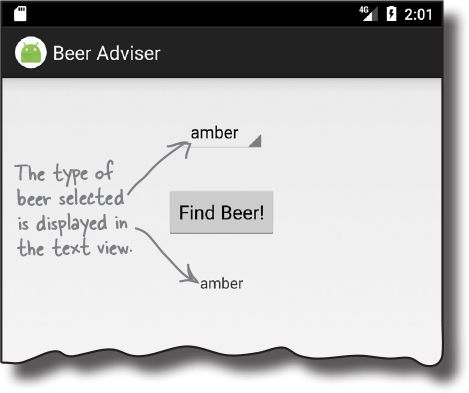 4G 2:01
Beer Adviser
amber
The type of
beer selected
is displayed in
the text view.
Find Beer!
amber